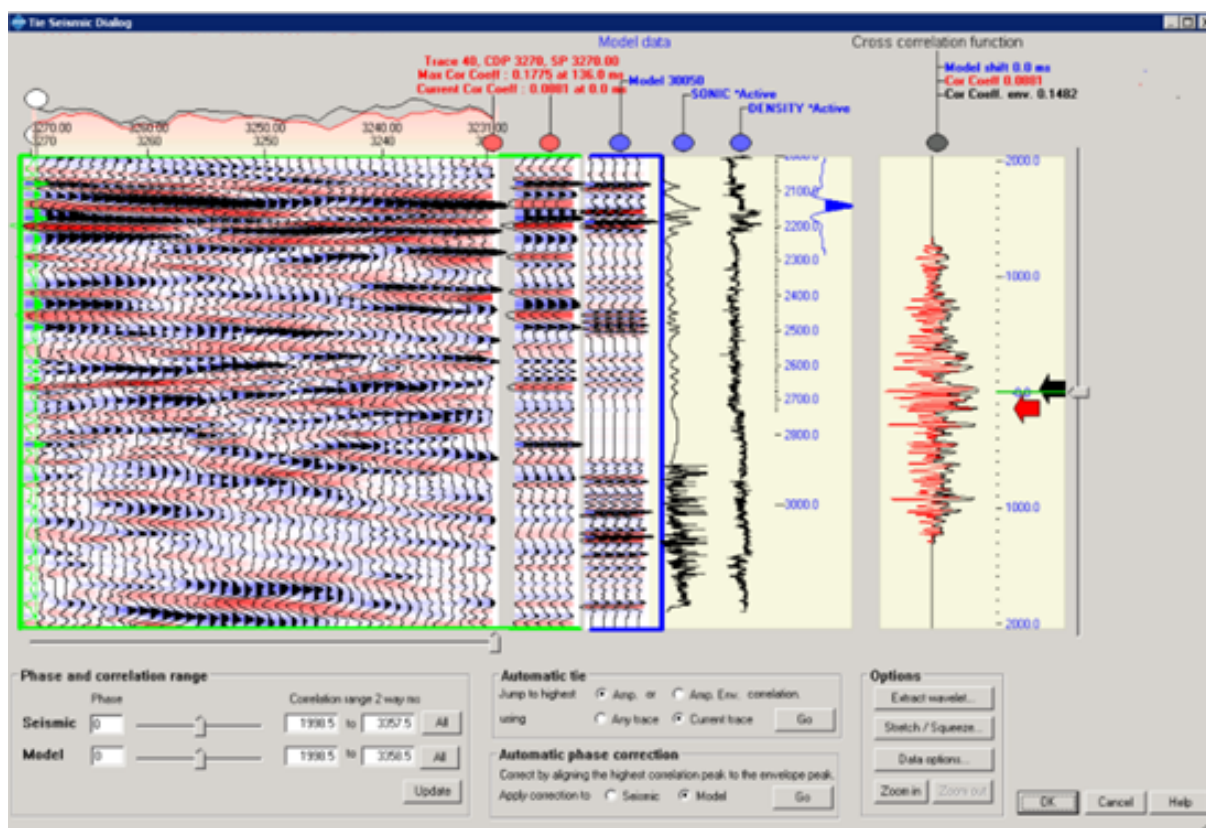 Tie Seismic Dialog
Model data
Cross correlation function
Trace 40, CDP 3270, SP 3270.00
Max Cor Coeff : 0.1775 at 136.0 ms
Current Cor Coeff : 0.0881 at 0.0 ms
Model 30050
SONIC *Active
DENSITY *Active
Model shift 0.0 ms
Cor Coeff 0.0881
Cor Coeff. env. 0.1482
3270.00 3260.00 3250.00 3240.00 3231.00
3270 3260 3250 3240
2100.0
2200.0
2300.0
2400.0
2500.0
2600.0
2700.0
2800.0
3000.0
2000.0
1000.0
1000.0
2000.0
Phase and correlation range
Phase
Correlation range 2 way ms
Seismic 0 1998.5 to 3357.5 All
Model 0 1998.5 to 3358.5 All
Update
Automatic tie
Jump to highest Amp. or Amp. Env. correlation.
using Any trace Current trace Go
Automatic phase correction
Correct by aligning the highest correlation peak to the envelope peak.
Apply correction to Seismic Model Go
Options
Extract wavelet...
Stretch / Squeeze...
Data options...
Zoom in Zoom out
OK Cancel Help